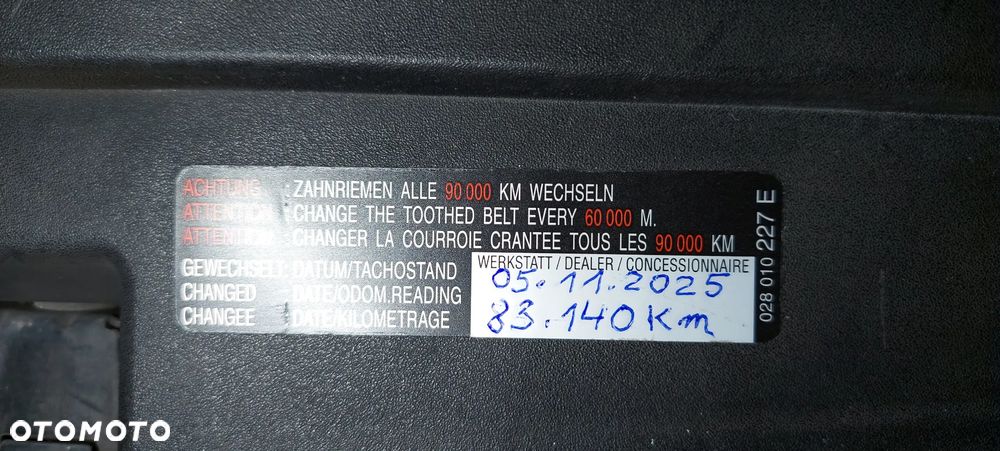 ACHTUNG : ZAHNRIEMEN ALLE 90 000 KM WECHSELN
ATTENTION : CHANGE THE TOOTHED BELT EVERY 60 000 M.
ATTENTION : CHANGER LA COURROIE CRANTEE TOUS LES 90 000 KM
GEWECHSELT : DATUM/TACHOSTAND
CHANGED : DATE/ODOM.READING
CHANGEE : DATE/KILOMETRAGE
WERKSTATT / DEALER / CONCESSIONNAIRE
05.11.2025
83.140 Km
028 010 227 E
OTOMOTO